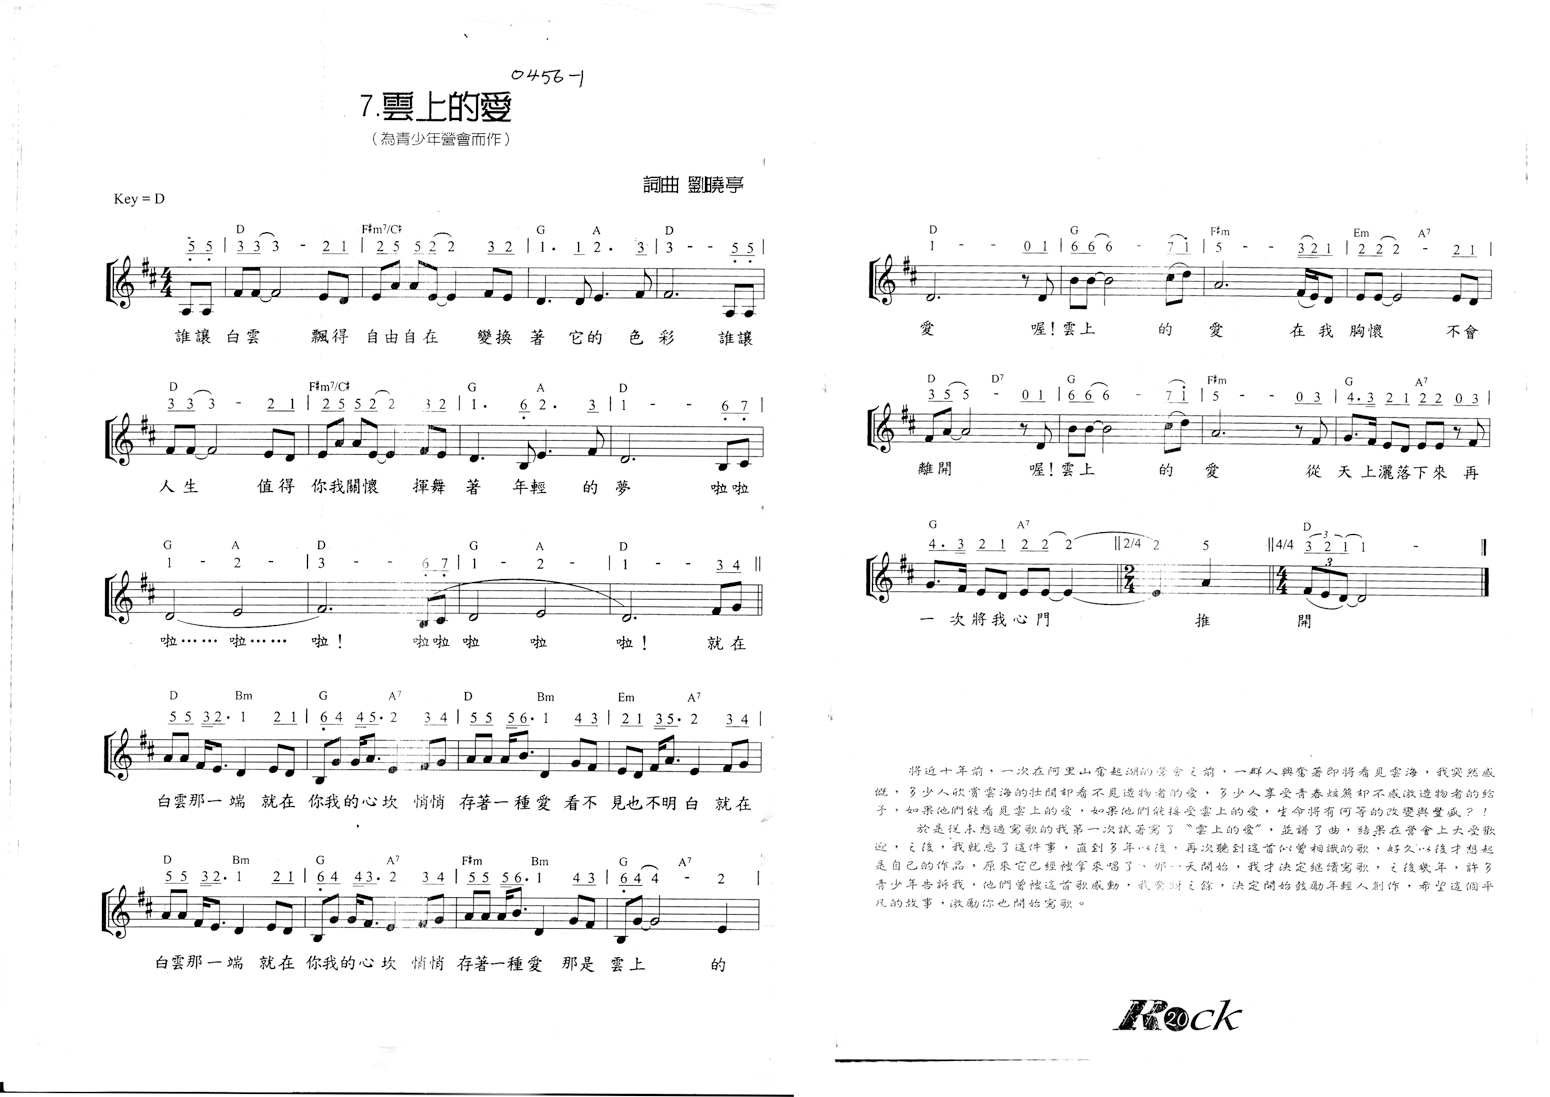 0456-1
7.雲上的愛
（為青少年營會而作）
詞曲 劉曉亭
Key = D
D F♯m7/C♯ G A D
5 5 | 3 3 3 - 2 1 | 2 5 5 2 2 3 2 | 1 . 1 2 . 3 | 3 - - 5 5 |
誰讓 白雲 飄得 自由自在 變換 著 它的 色 彩 誰讓
D F♯m7/C♯ G A D
3 3 3 - 2 1 | 2 5 5 2 2 3 2 | 1 . 6 2 . 3 | 1 - - 6 7 |
人生 值得 你我關懷 揮舞 著 年輕 的 夢 啦啦
G A D G A D
1 - 2 - | 3 - - 6 7 | 1 - 2 - | 1 - - 3 4 ||
啦…… 啦…… 啦！ 啦啦 啦 啦 啦！ 就在
D Bm G A7 D Bm Em A7
5 5 3 2 . 1 2 1 | 6 4 4 5 . 2 3 4 | 5 5 5 6 . 1 4 3 | 2 1 3 5 . 2 3 4 |
白雲那一端 就在 你我的心坎 悄悄 存著一種愛 看不 見也不明白 就在
D Bm G A7 F♯m Bm Em A7
5 5 3 2 . 1 2 1 | 6 4 4 3 . 2 3 4 | 5 5 5 6 . 1 4 3 | 6 4 4 - 2 |
白雲那一端 就在 你我的心坎 悄悄 存著一種愛 那是 雲上 的
D G F♯m Em A7
1 - - 0 1 | 6 6 6 - 7 1 | 5 - - 3 2 1 | 2 2 2 - 2 1 |
愛 喔！雲上 的 愛 在我 胸懷 不會
D D7 G F♯m G A7
3 5 5 - 0 1 | 6 6 6 - 7 1 | 5 - - 0 3 | 4 . 3 2 1 2 2 0 3 |
離開 喔！雲上 的 愛 從 天上灑落下來 再
G A7 D
4 . 3 2 1 2 2 2 || 2/4 2 5 || 4/4 3 2 1 1 - ||
一 次將我心門 推 開
將近十年前，一次在阿里山奮起湖的營會之前，一群人興奮著即將看見雲海，我突然感
慨，多少人欣賞雲海的壯闊卻看不見造物者的愛，多少人享受青春短篇卻不感激造物者的給
予，如果他們能看見雲上的愛，如果他們能接受雲上的愛，生命將有何等的改變與豐盛？！
於是從未想過寫歌的我第一次試著寫了“雲上的愛”，並譜了曲，結果在營會上大受歡
迎，之後，我就忘了這件事，直到多年以後，再次聽到這首似曾相識的歌，好久以後才想起
是自己的作品，原來它已經被拿來唱了，那一天開始，我才決定繼續寫歌，之後幾年，許多
青少年告訴我，他們曾被這首歌感動，我 之餘，決定開始鼓勵年輕人創作，希望這個平
凡的故事，激勵你也開始寫歌。
Rock
20